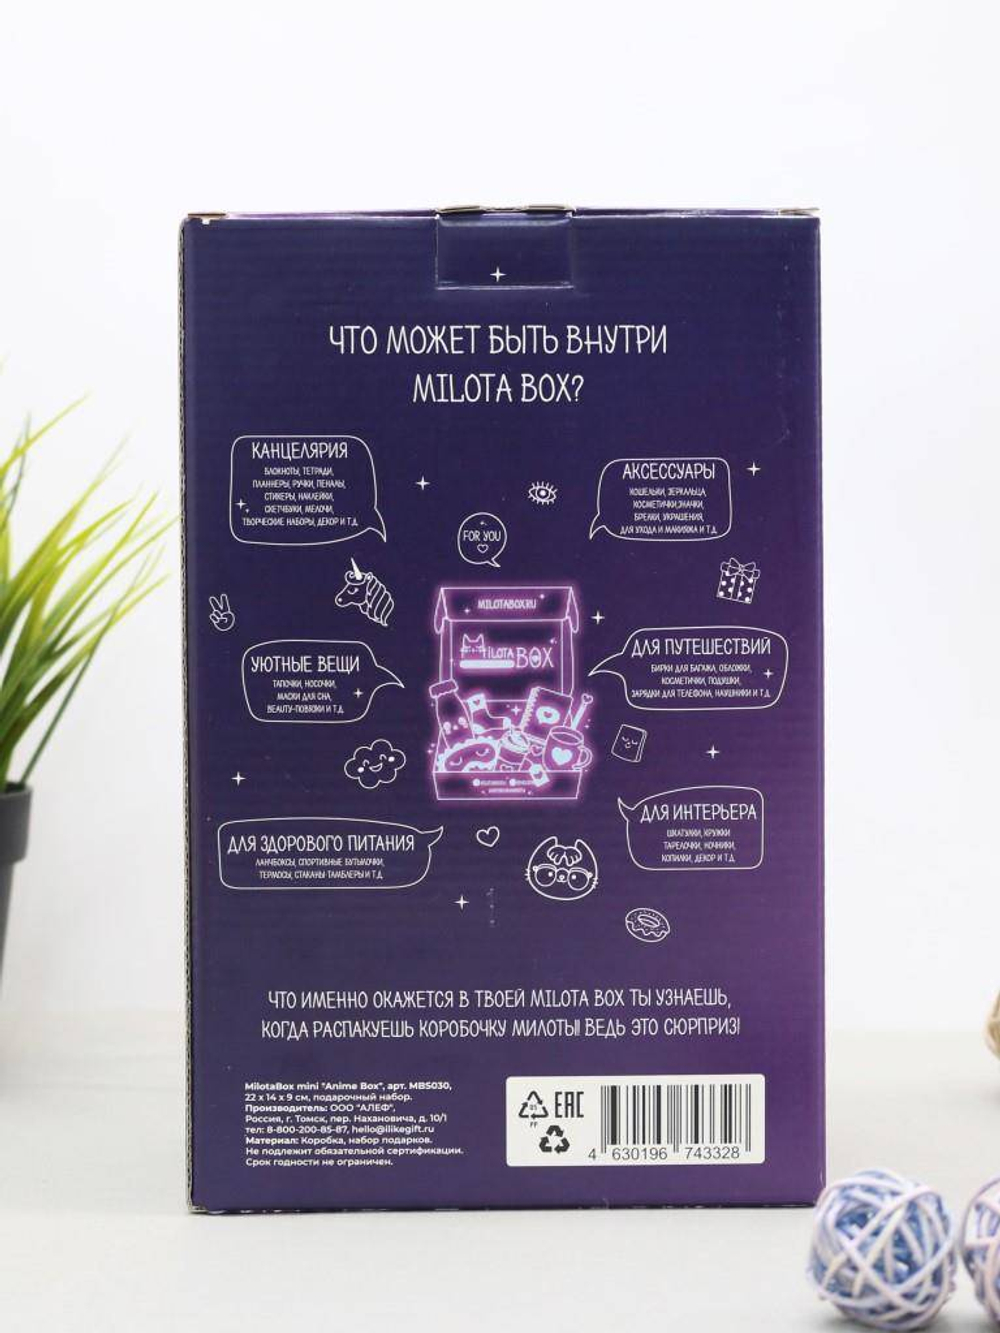 ЧТО МОЖЕТ БЫТЬ ВНУТРИ
MILOTA BOX?
КАНЦЕЛЯРИЯ
БЛОКНОТЫ, ТЕТРАДИ,
ПЛАННЕРЫ, РУЧКИ, ПЕНАЛЫ,
СТИКЕРЫ, НАКЛЕЙКИ,
СКЕТЧБУКИ, МЕЛОЧИ,
ТВОРЧЕСКИЕ НАБОРЫ, ДЕКОР И Т.Д.
АКСЕССУАРЫ
КОШЕЛЬКИ, ЗЕРКАЛЬЦА,
КОСМЕТИЧКИ, ЗНАЧКИ,
БРЕЛКИ, УКРАШЕНИЯ,
ДЛЯ УХОДА И МАКИЯЖА И Т.Д.
FOR YOU
MILOTABOX.RU
MILOTA BOX
УЮТНЫЕ ВЕЩИ
ТАПОЧКИ, НОСОЧКИ,
МАСКИ ДЛЯ СНА,
BEAUTY-ПОВЯЗКИ И Т.Д.
ДЛЯ ПУТЕШЕСТВИЙ
БИРКИ ДЛЯ БАГАЖА, ОБЛОЖКИ,
КОСМЕТИЧКИ, ПОДУШКИ,
ЗАРЯДКИ ДЛЯ ТЕЛЕФОНА, НАУШНИКИ И Т.Д.
ДЛЯ ЗДОРОВОГО ПИТАНИЯ
ЛАНЧБОКСЫ, СПОРТИВНЫЕ БУТЫЛОЧКИ,
ТЕРМОСЫ, СТАКАНЫ-ТАМБЛЕРЫ И Т.Д.
ДЛЯ ИНТЕРЬЕРА
ШКАТУЛКИ, КРУЖКИ
ТАРЕЛОЧКИ, НОЧНИКИ,
КОПИЛКИ, ДЕКОР И Т.Д.
ЧТО ИМЕННО ОКАЖЕТСЯ В ТВОЕЙ MILOTA BOX ТЫ УЗНАЕШЬ,
КОГДА РАСПАКУЕШЬ КОРОБОЧКУ МИЛОТЫ! ВЕДЬ ЭТО СЮРПРИЗ!
MilotaBox mini "Anime Box", арт. MBS030,
22 х 14 х 9 см, подарочный набор.
Производитель: ООО "АЛЕФ",
Россия, г. Томск, пер. Нахановича, д. 10/1
тел: 8-800-200-85-87, hello@ilikegift.ru
Материал: Коробка, набор подарков.
Не подлежит обязательной сертификации.
Срок годности не ограничен.
EAC
PP
4 630196 743328